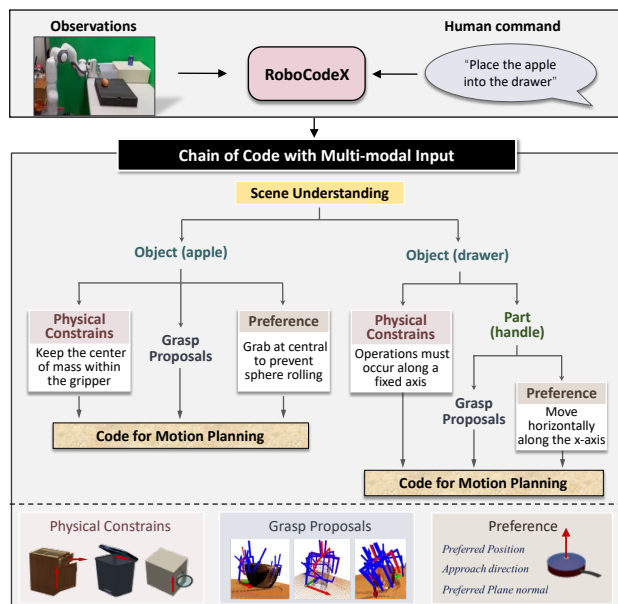 Observations
Human command
RoboCodeX
"Place the apple
into the drawer"
Chain of Code with Multi-modal Input
Scene Understanding
Object (apple)
Object (drawer)
Physical
Constrains
Keep the center
of mass within
the gripper
Grasp
Proposals
Preference
Grab at central
to prevent
sphere rolling
Physical
Constrains
Operations must
occur along a
fixed axis
Part
(handle)
Grasp
Proposals
Preference
Move
horizontally
along the x-axis
Code for Motion Planning
Code for Motion Planning
Physical Constrains
Grasp Proposals
Preference
Preferred Position
Approach direction
Preferred Plane normal